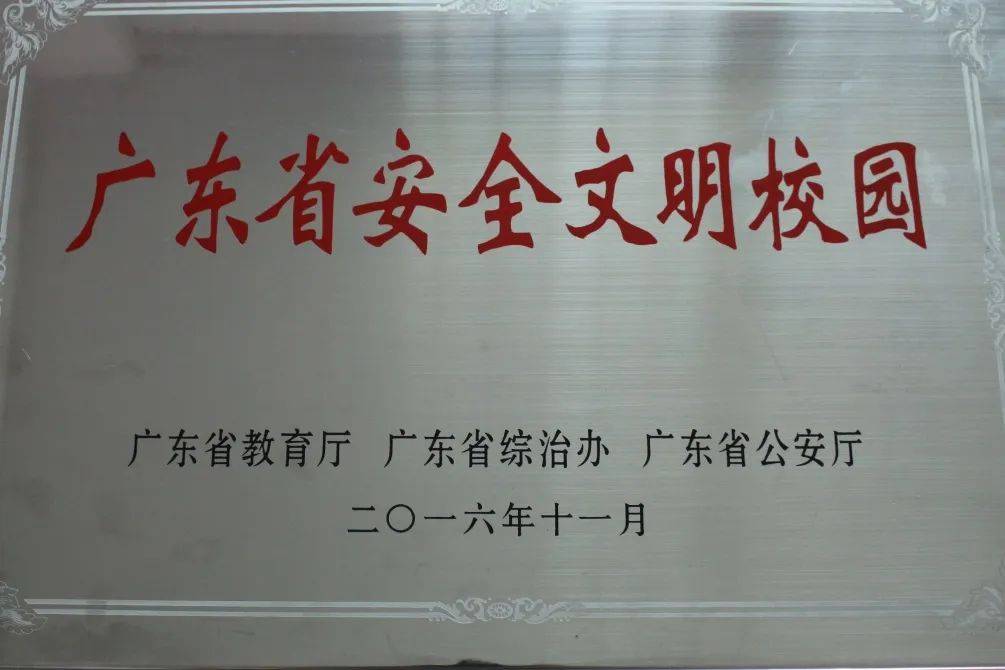 广东省安全文明校园
广东省教育厅 广东省综治办 广东省公安厅
二〇一六年十一月